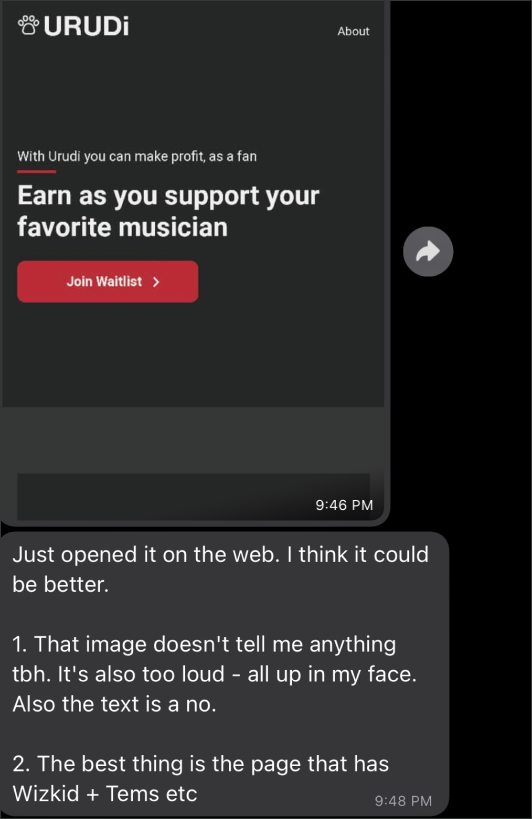 URUDi
About
With Urudi you can make profit, as a fan
Earn as you support your
favorite musician
Join Waitlist
9:46 PM
Just opened it on the web. I think it could
be better.
1. That image doesn't tell me anything
tbh. It's also too loud - all up in my face.
Also the text is a no.
2. The best thing is the page that has
Wizkid + Tems etc
9:48 PM